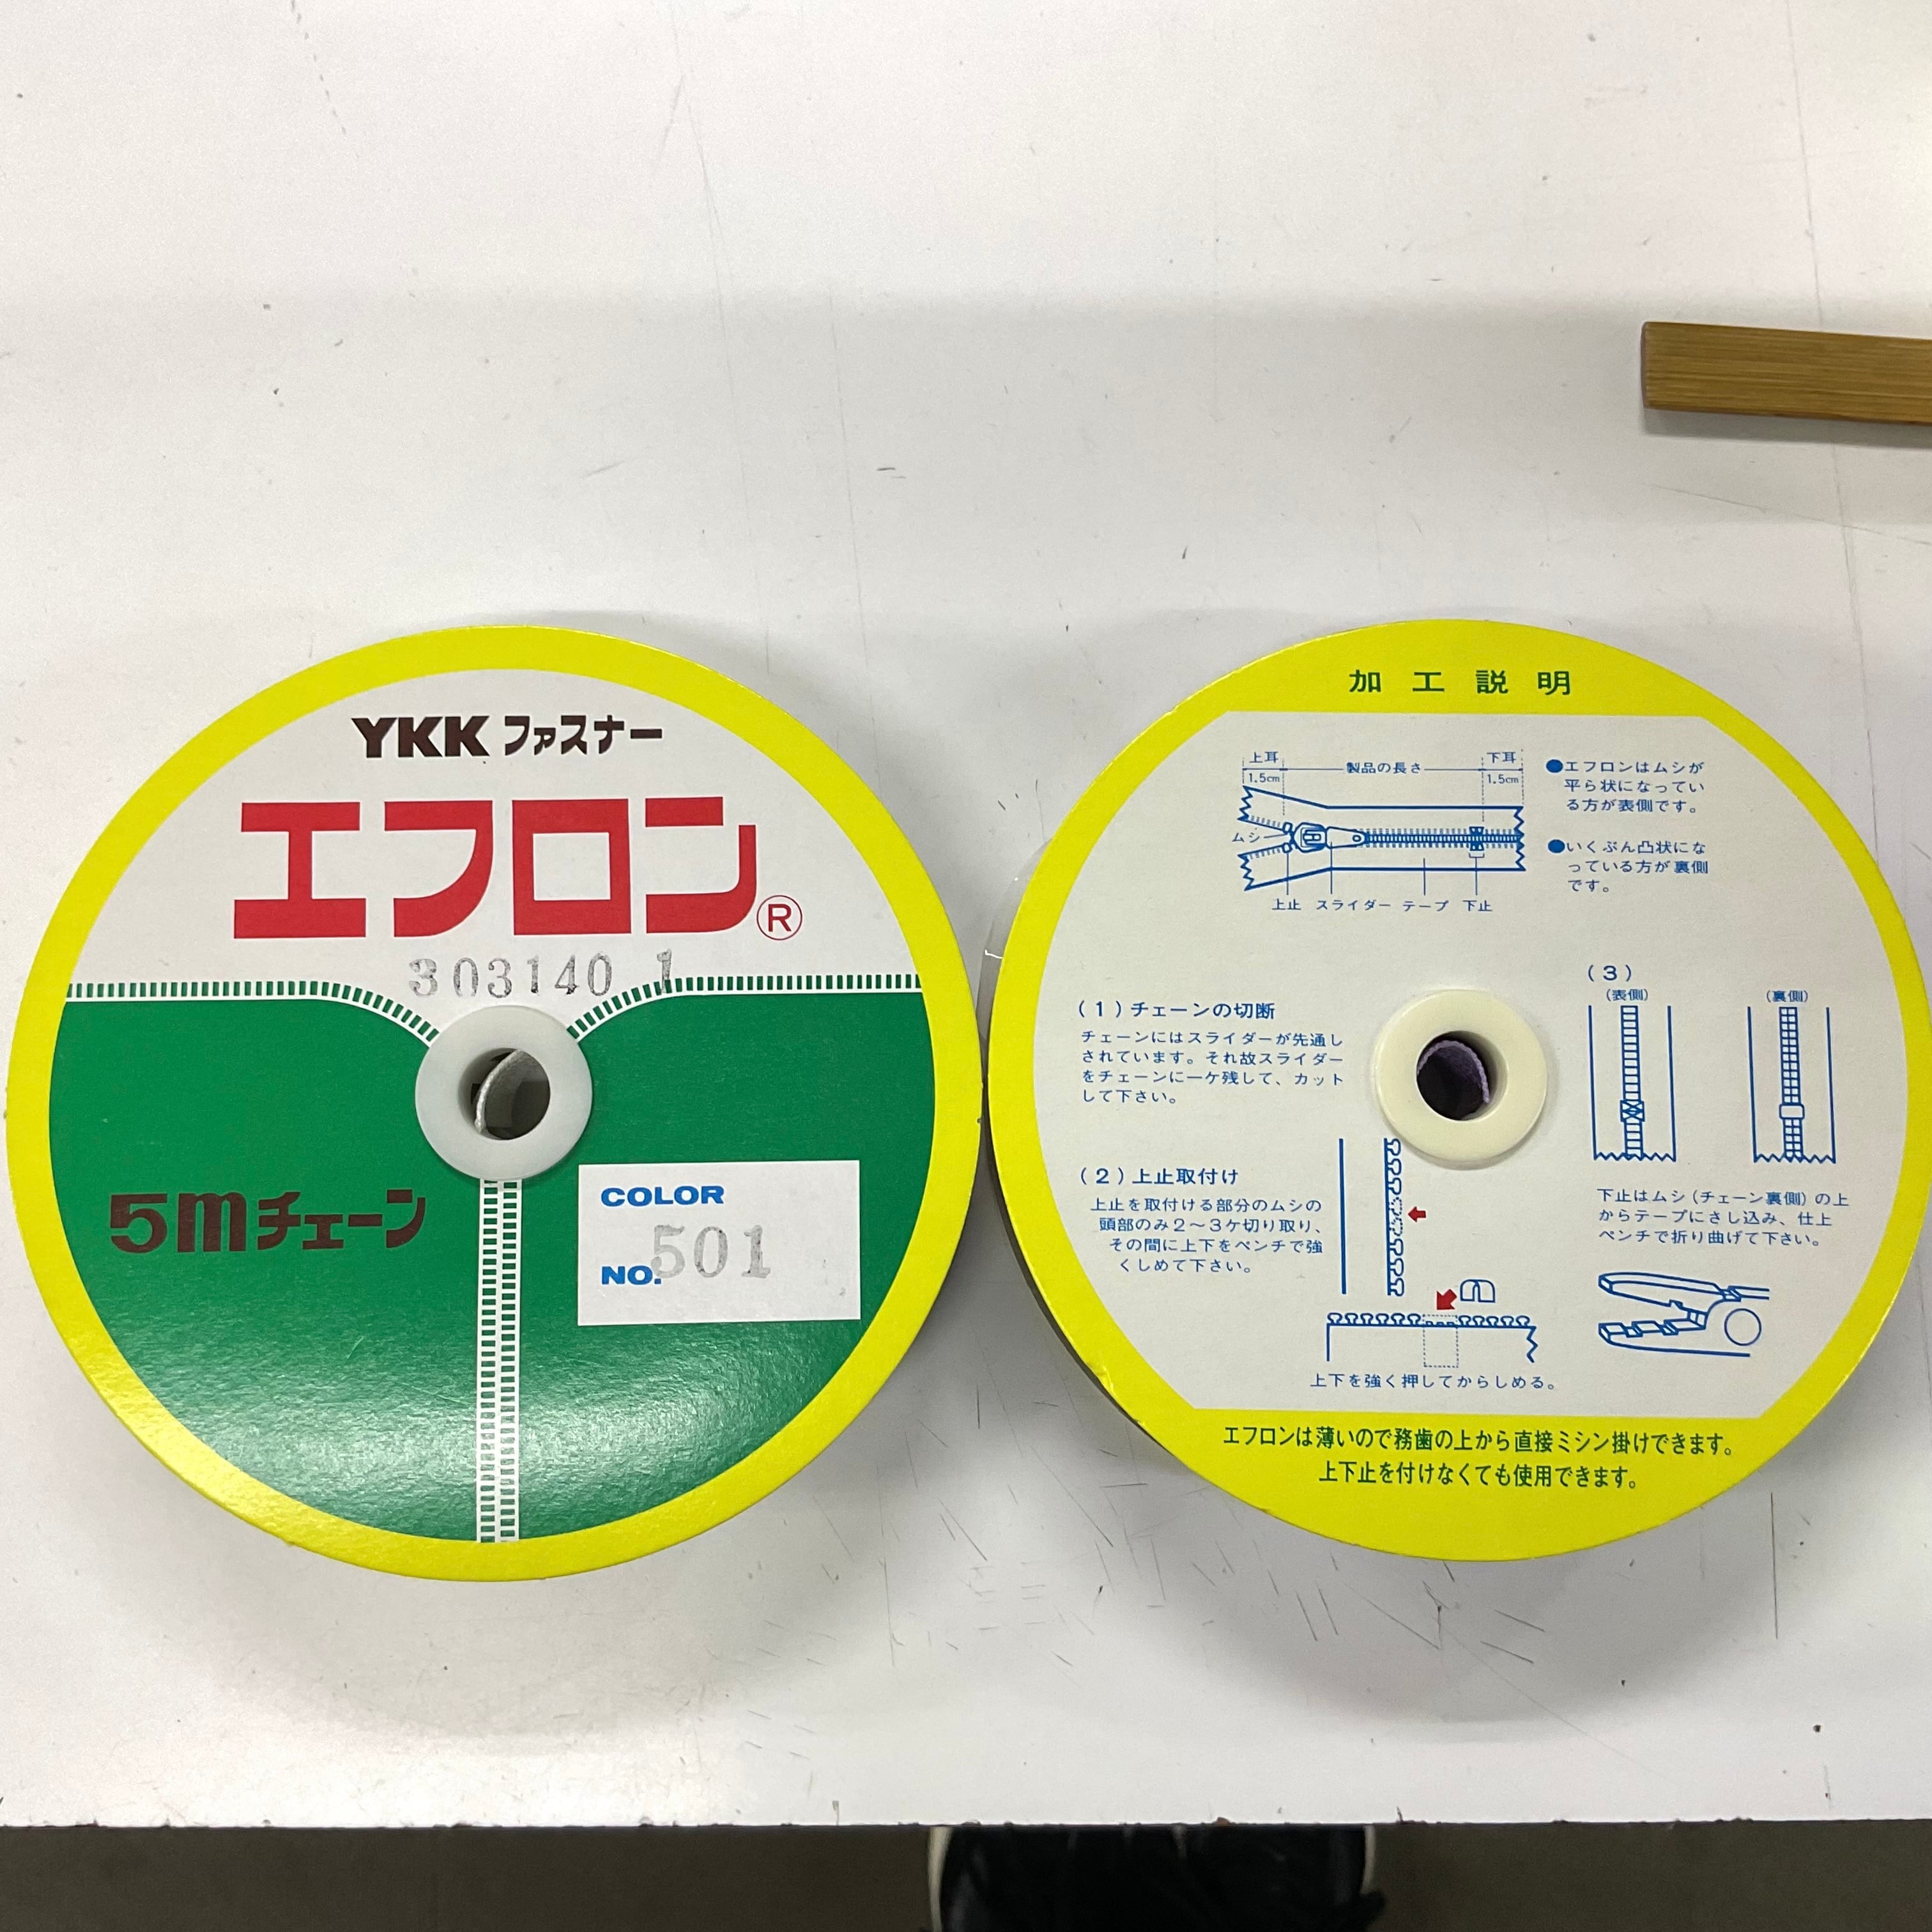 YKK ファスナー
エフロン®
303140 1
5mチェーン
COLOR
NO. 501
加工説明
上耳
製品の長さ
下耳
1.5cm
1.5cm
ムシ
上止 スライダー テープ 下止
●エフロンはムシが
平ら状になってい
る方が表側です。
●いくぶん凸状にな
っている方が裏側
です。
(1)チェーンの切断
チェーンにはスライダーが先通し
されています。それ故スライダー
をチェーンに一ケ残して、カット
して下さい。
(2)上止取付け
上止を取付ける部分のムシの
頭部のみ2〜3ケ切り取り、
その間に上下をペンチで強
くしめて下さい。
上下を強く押してからしめる。
(3)
(表側)
(裏側)
下止はムシ(チェーン裏側)の上
からテープにさし込み、仕上
ペンチで折り曲げて下さい。
エフロンは薄いので務歯の上から直接ミシン掛けできます。
上下止を付けなくても使用できます。